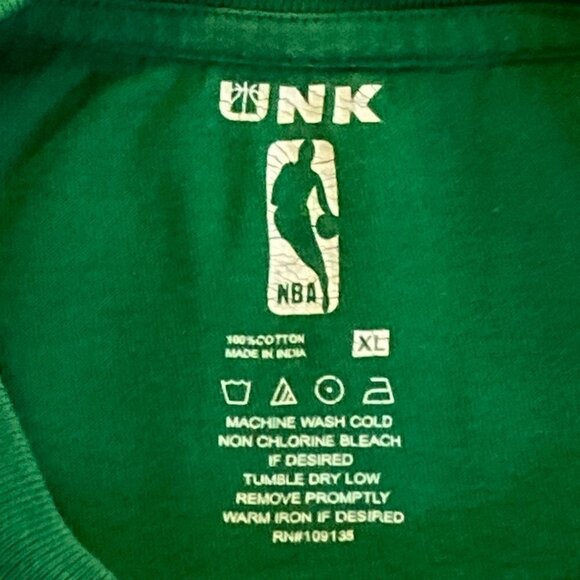 UNK
NBA
100% COTTON
MADE IN INDIA
XL
MACHINE WASH COLD
NON CHLORINE BLEACH
IF DESIRED
TUMBLE DRY LOW
REMOVE PROMPTLY
WARM IRON IF DESIRED
RN#109135